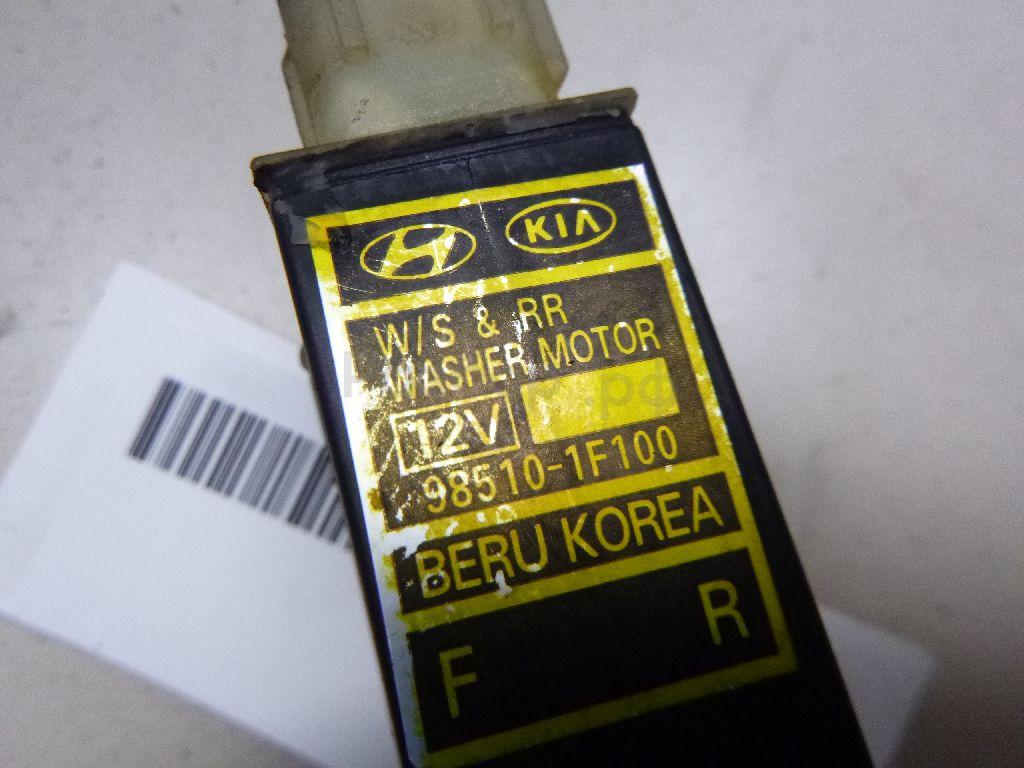 KIA
W/S & RR
WASHER MOTOR
12V
98510-1F100
BERU KOREA
F R